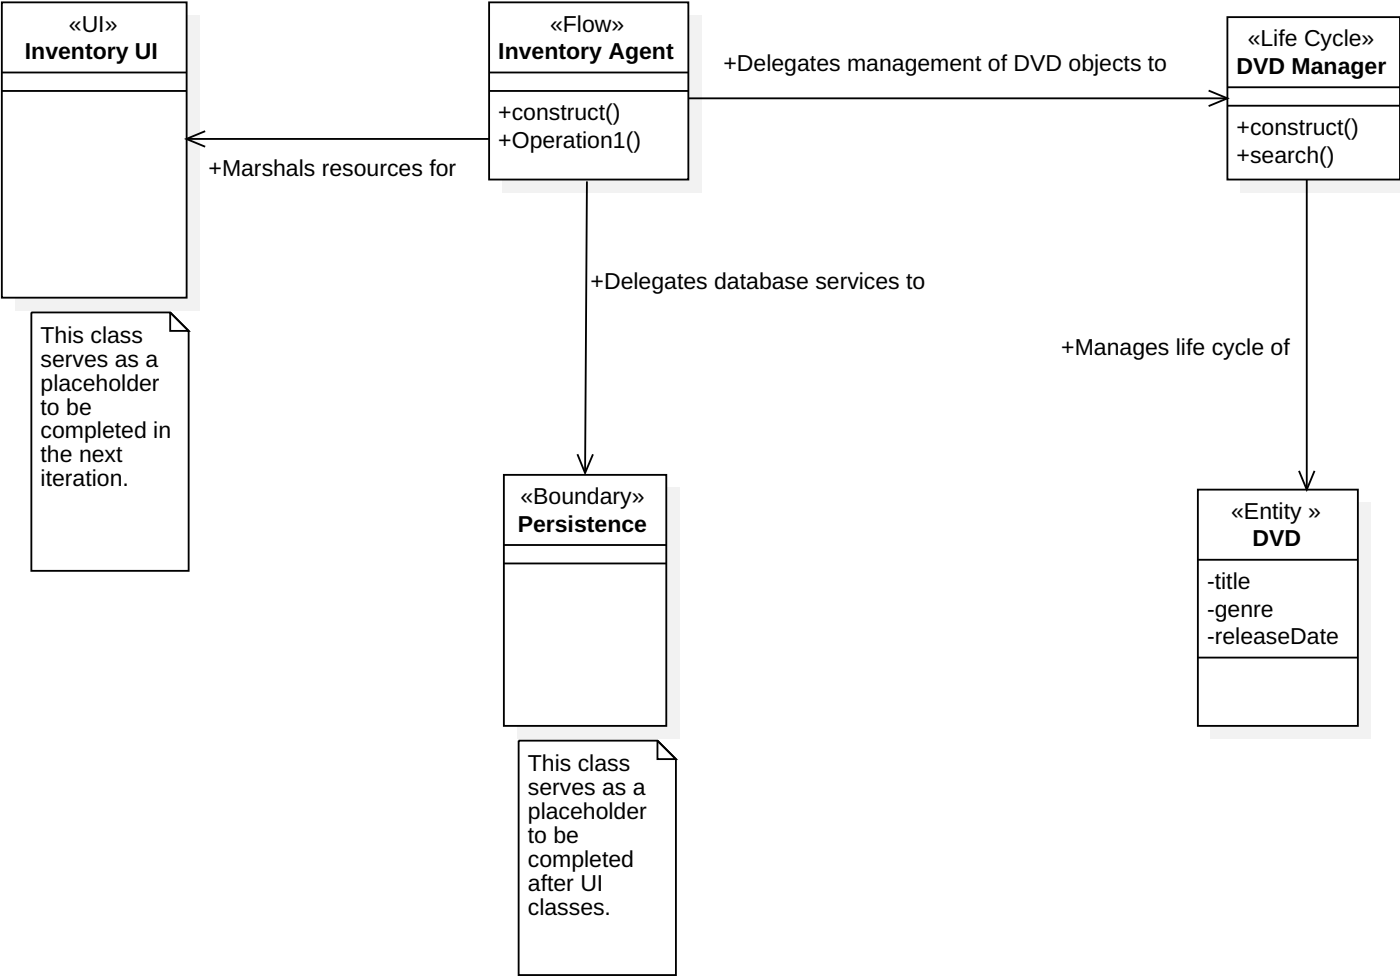 «UI»
Inventory UI
«Flow»
Inventory Agent
+construct()
+Operation1()
+Delegates management of DVD objects to
«Life Cycle»
DVD Manager
+construct()
+search()
+Marshals resources for
+Delegates database services to
+Manages life cycle of
This class
serves as a
placeholder
to be
completed in
the next
iteration.
«Boundary»
Persistence
«Entity »
DVD
-title
-genre
-releaseDate
This class
serves as a
placeholder
to be
completed
after UI
classes.